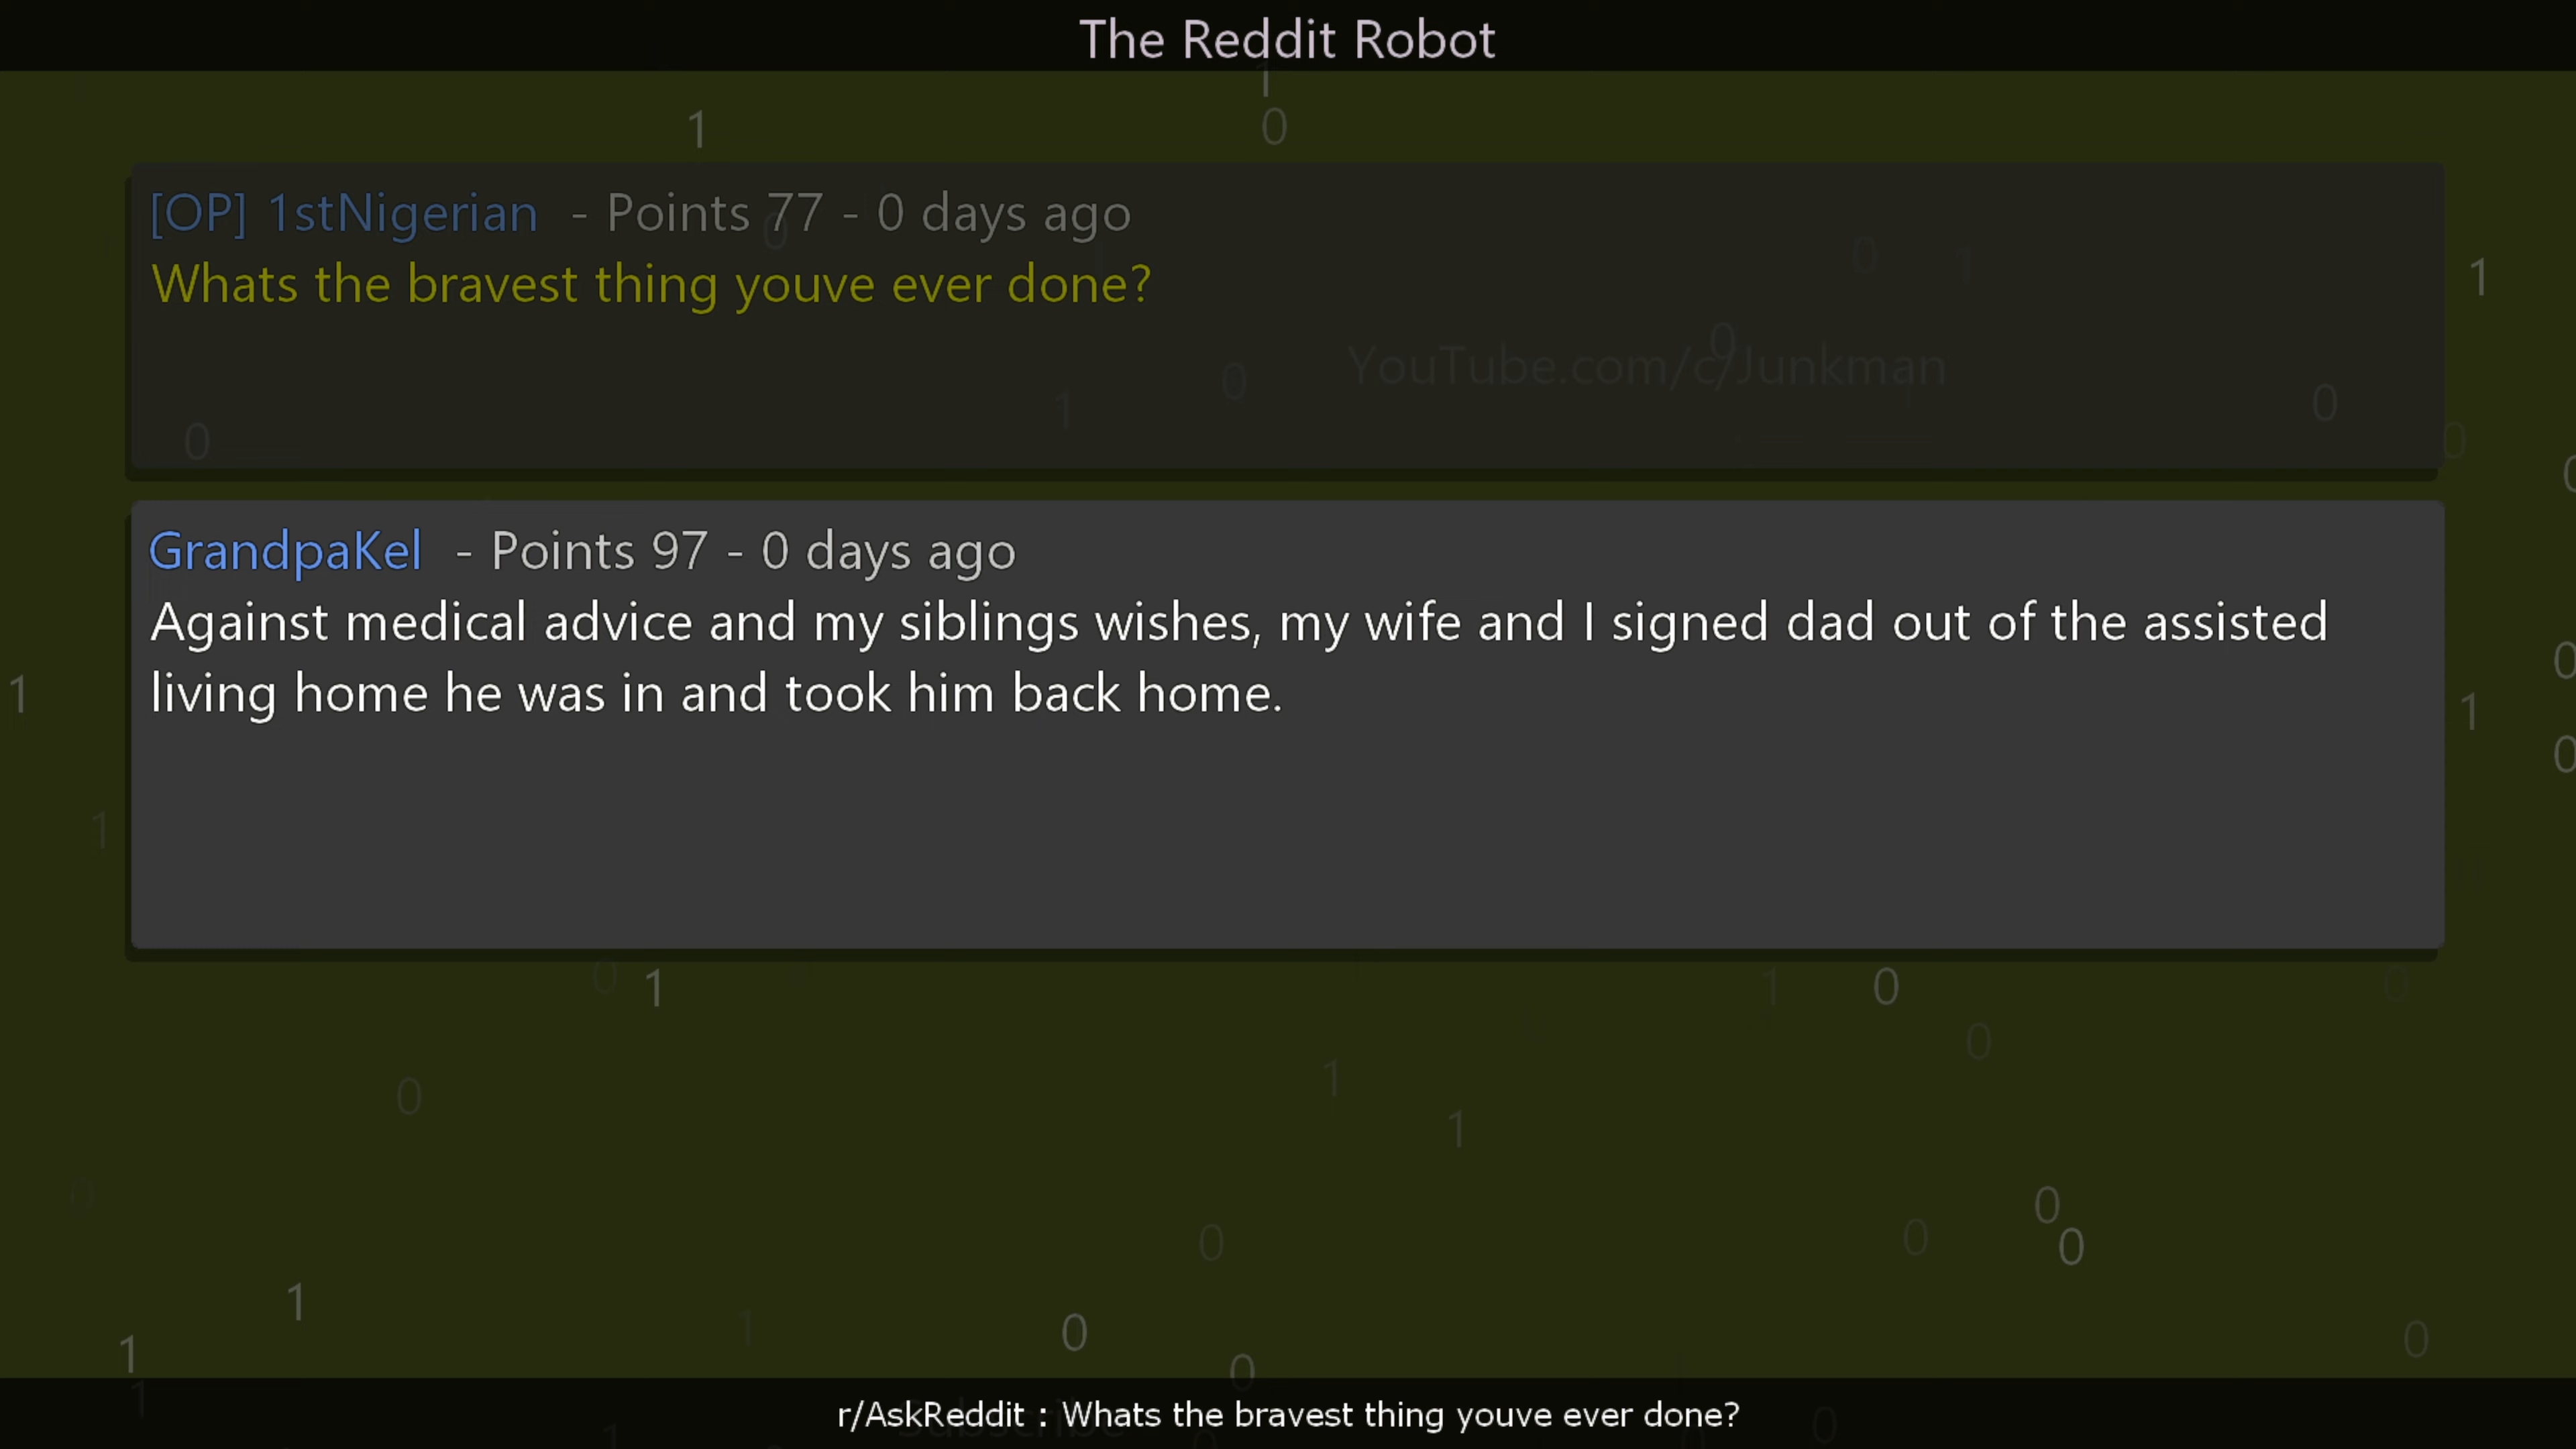 The Reddit Robot
[OP] 1stNigerian - Points 77 - 0 days ago
Whats the bravest thing youve ever done?
YouTube.com/c/Junkman
GrandpaKel - Points 97 - 0 days ago
Against medical advice and my siblings wishes, my wife and I signed dad out of the assisted
living home he was in and took him back home.
Subscribe
r/AskReddit : Whats the bravest thing youve ever done?